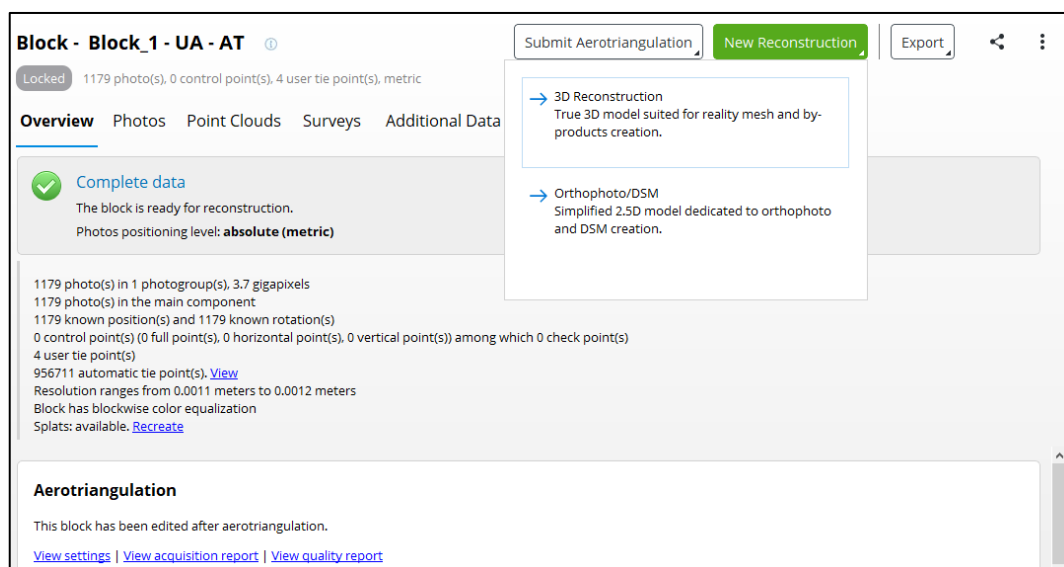 Block - Block_1 - UA - AT
Submit Aerotriangulation
New Reconstruction
Export
Locked
1179 photo(s), 0 control point(s), 4 user tie point(s), metric
Overview Photos Point Clouds Surveys Additional Data
3D Reconstruction
True 3D model suited for reality mesh and by-
products creation.
Orthophoto/DSM
Simplified 2.5D model dedicated to orthophoto
and DSM creation.
Complete data
The block is ready for reconstruction.
Photos positioning level: absolute (metric)
1179 photo(s) in 1 photogroup(s), 3.7 gigapixels
1179 photo(s) in the main component
1179 known position(s) and 1179 known rotation(s)
0 control point(s) (0 full point(s), 0 horizontal point(s), 0 vertical point(s)) among which 0 check point(s)
4 user tie point(s)
956711 automatic tie point(s). View
Resolution ranges from 0.0011 meters to 0.0012 meters
Block has blockwise color equalization
Splats: available. Recreate
Aerotriangulation
This block has been edited after aerotriangulation.
View settings | View acquisition report | View quality report